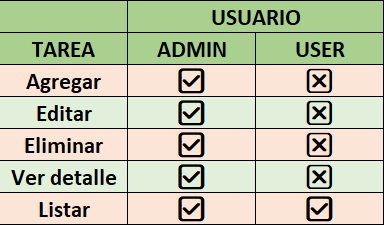 USUARIO
TAREA ADMIN USER
Agregar
Editar
Eliminar
Ver detalle
Listar